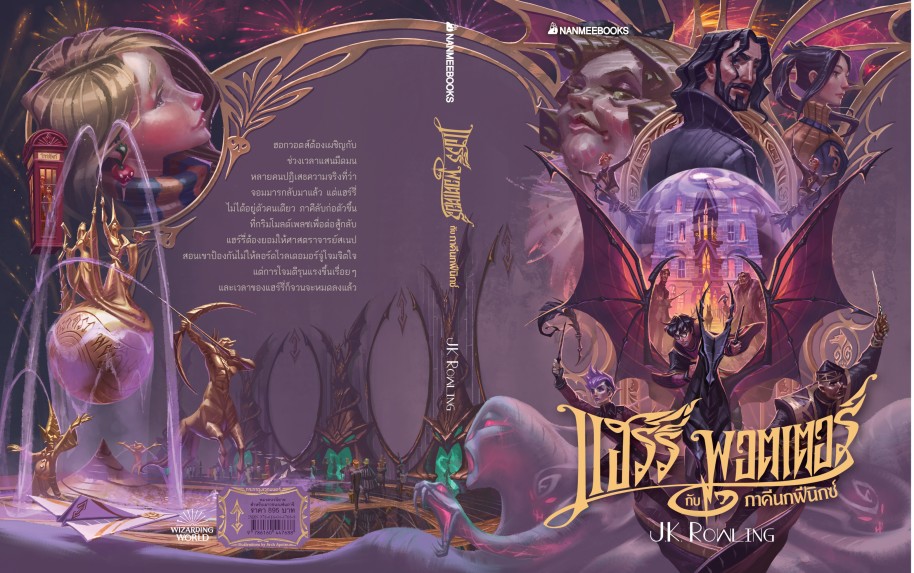 NANMEEBOOKS
แฮร์รี่ พอตเตอร์
กับ
ภาคีนกฟีนิกซ์
JK ROWLING
NANMEEBOOKS
แฮร์รี่ พอตเตอร์
กับ ภาคีนกฟีนิกซ์
JK ROWLING
ฮอกวอตส์ต้องเผชิญกับ
ช่วงเวลาแสนมืดมน
หลายคนปฏิเสธความจริงที่ว่า
จอมมารกลับมาแล้ว แต่แฮร์รี่
ไม่ได้อยู่ตัวคนเดียว ภาคีลับก่อตัวขึ้น
ที่กริมโมลด์เพลซเพื่อต่อสู้กลับ
แฮร์รี่ต้องยอมให้ศาสตราจารย์สเนป
สอนเขาป้องกันไม่ให้ลอร์ดโวลเดอมอร์จู่โจมจิตใจ
แต่การโจมตีรุนแรงขึ้นเรื่อยๆ
และเวลาของแฮร์รี่ก็จวนจะหมดลงแล้ว
ราคา 695 บาท
WIZARDING
WORLD